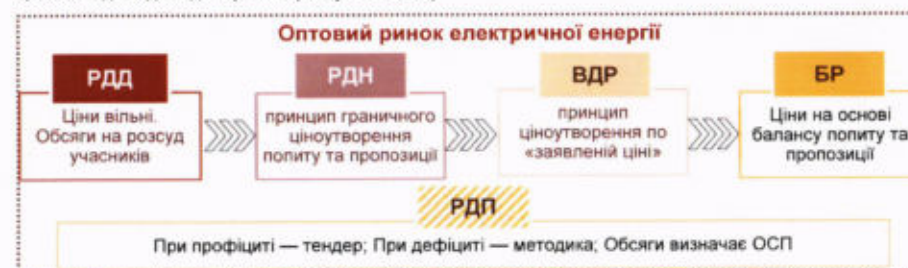 Оптовий ринок електричної енергії
РДД
Ціни вільні.
Обсяги на розсуд
учасників
РДН
принцип граничного
ціноутворення
попиту та пропозиції
ВДР
принцип
ціноутворення по
«заявленій ціні»
БР
Ціни на основі
балансу попиту та
пропозиції
РДП
При профіциті — тендер; При дефіциті — методика; Обсяги визначає ОСП